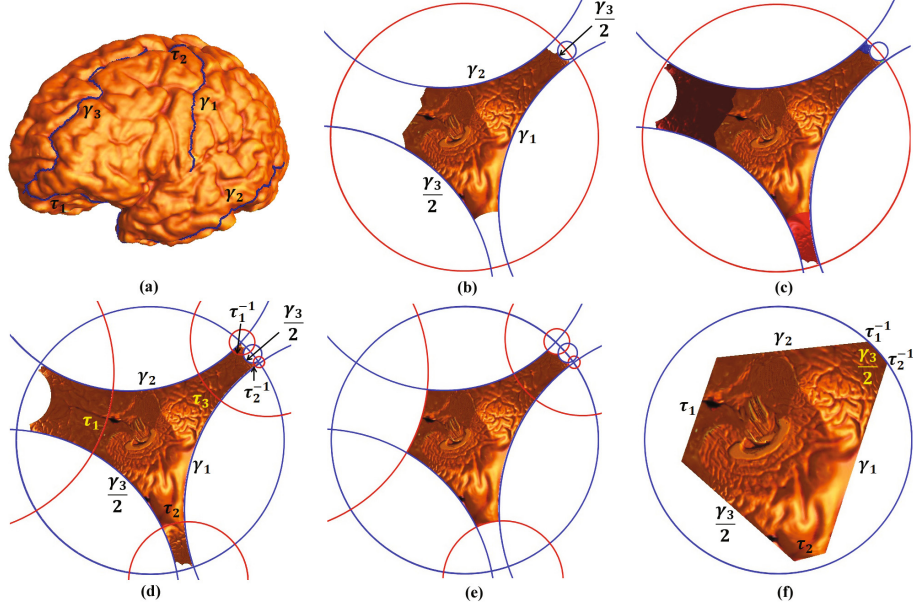 τ₂
γ₃
γ₁
γ₂
τ₁
(a)
γ₃/2
γ₂
γ₁
γ₃/2
(b)
(c)
τ₁⁻¹
γ₃/2
γ₂
τ₃
τ₂⁻¹
τ₁
γ₁
γ₃/2
τ₂
(d)
(e)
γ₂
τ₁⁻¹
γ₃/2
τ₂⁻¹
τ₁
γ₁
γ₃/2
τ₂
(f)